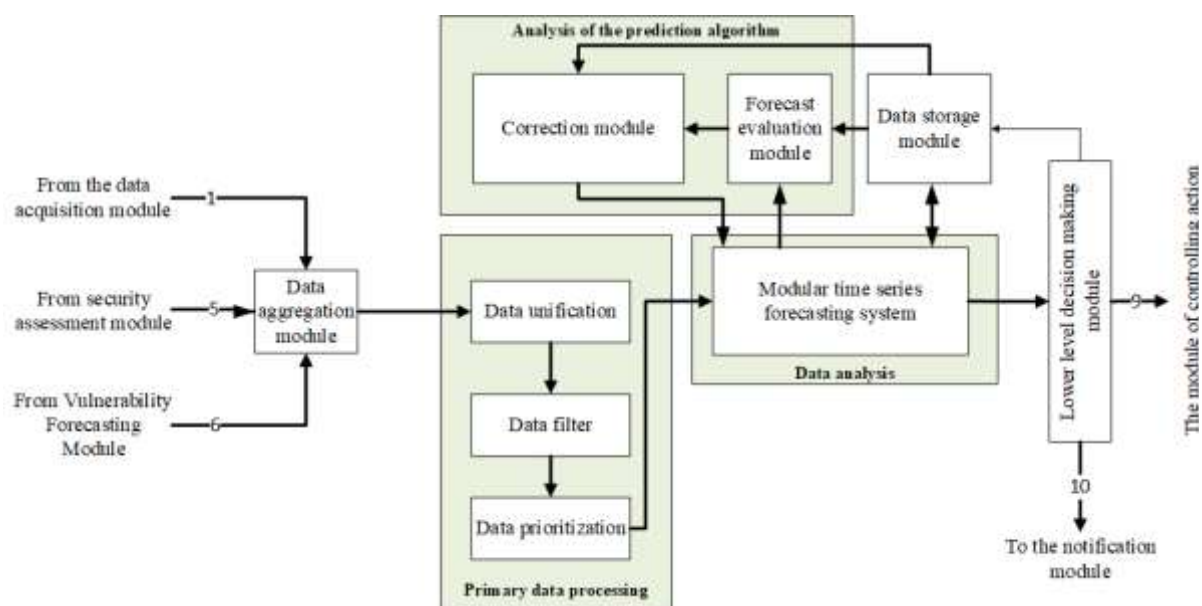 Analysis of the prediction algorithm
Correction module
Forecast
evaluation
module
Data storage
module
From the data
acquisition module
1
From security
assessment module
5
From Vulnerability
Forecasting
Module
6
Data
aggregation
module
Data unification
Data filter
Data prioritization
Primary data processing
Modular time series
forecasting system
Data analysis
Lower level decision making
module
9
The module of controlling action
10
To the notification
module